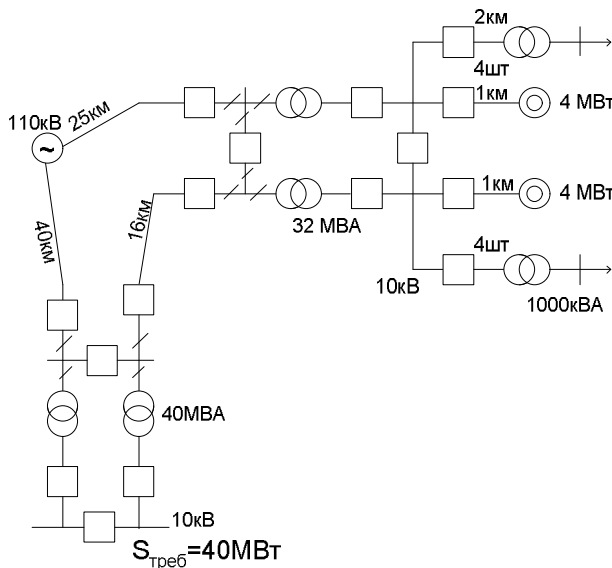 2км
4шт
1км
4 МВт
110кВ
25км
~
1км
4 МВт
16км
40км
32 МВА
4шт
10кВ
1000кВА
40МВА
10кВ
Sтреб=40МВт